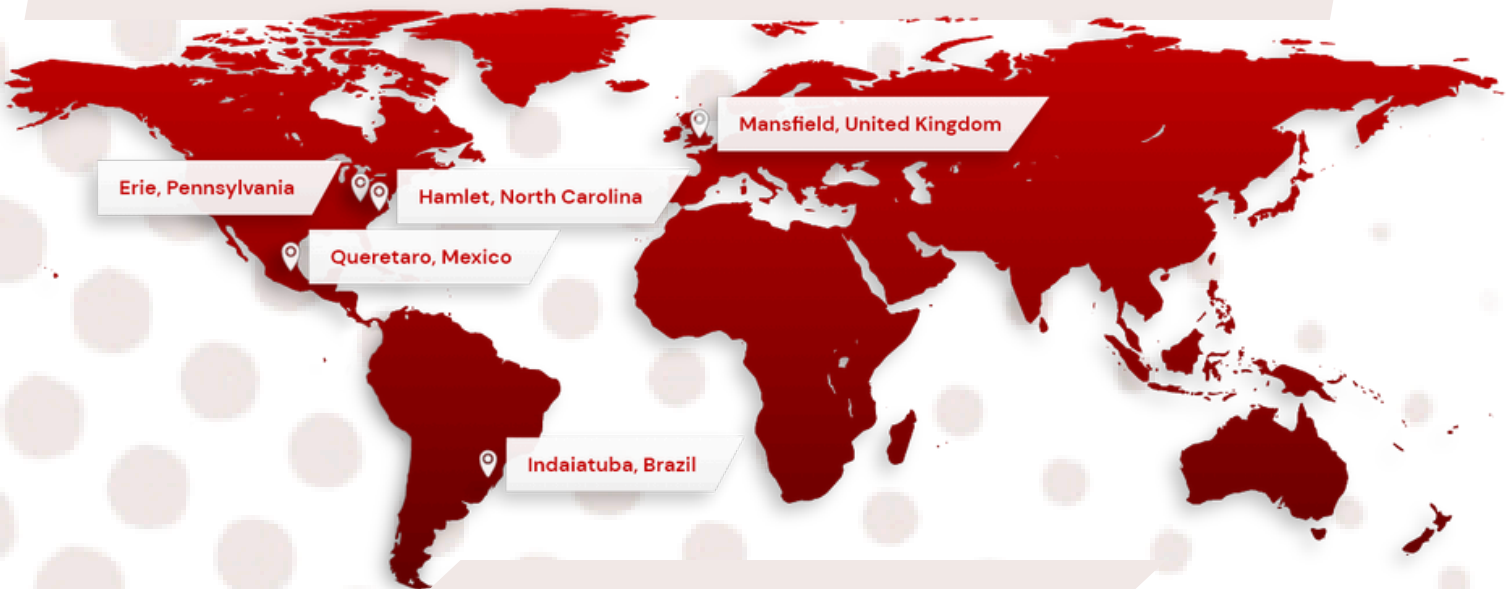 Mansfield, United Kingdom
Erie, Pennsylvania
Hamlet, North Carolina
Queretaro, Mexico
Indaiatuba, Brazil